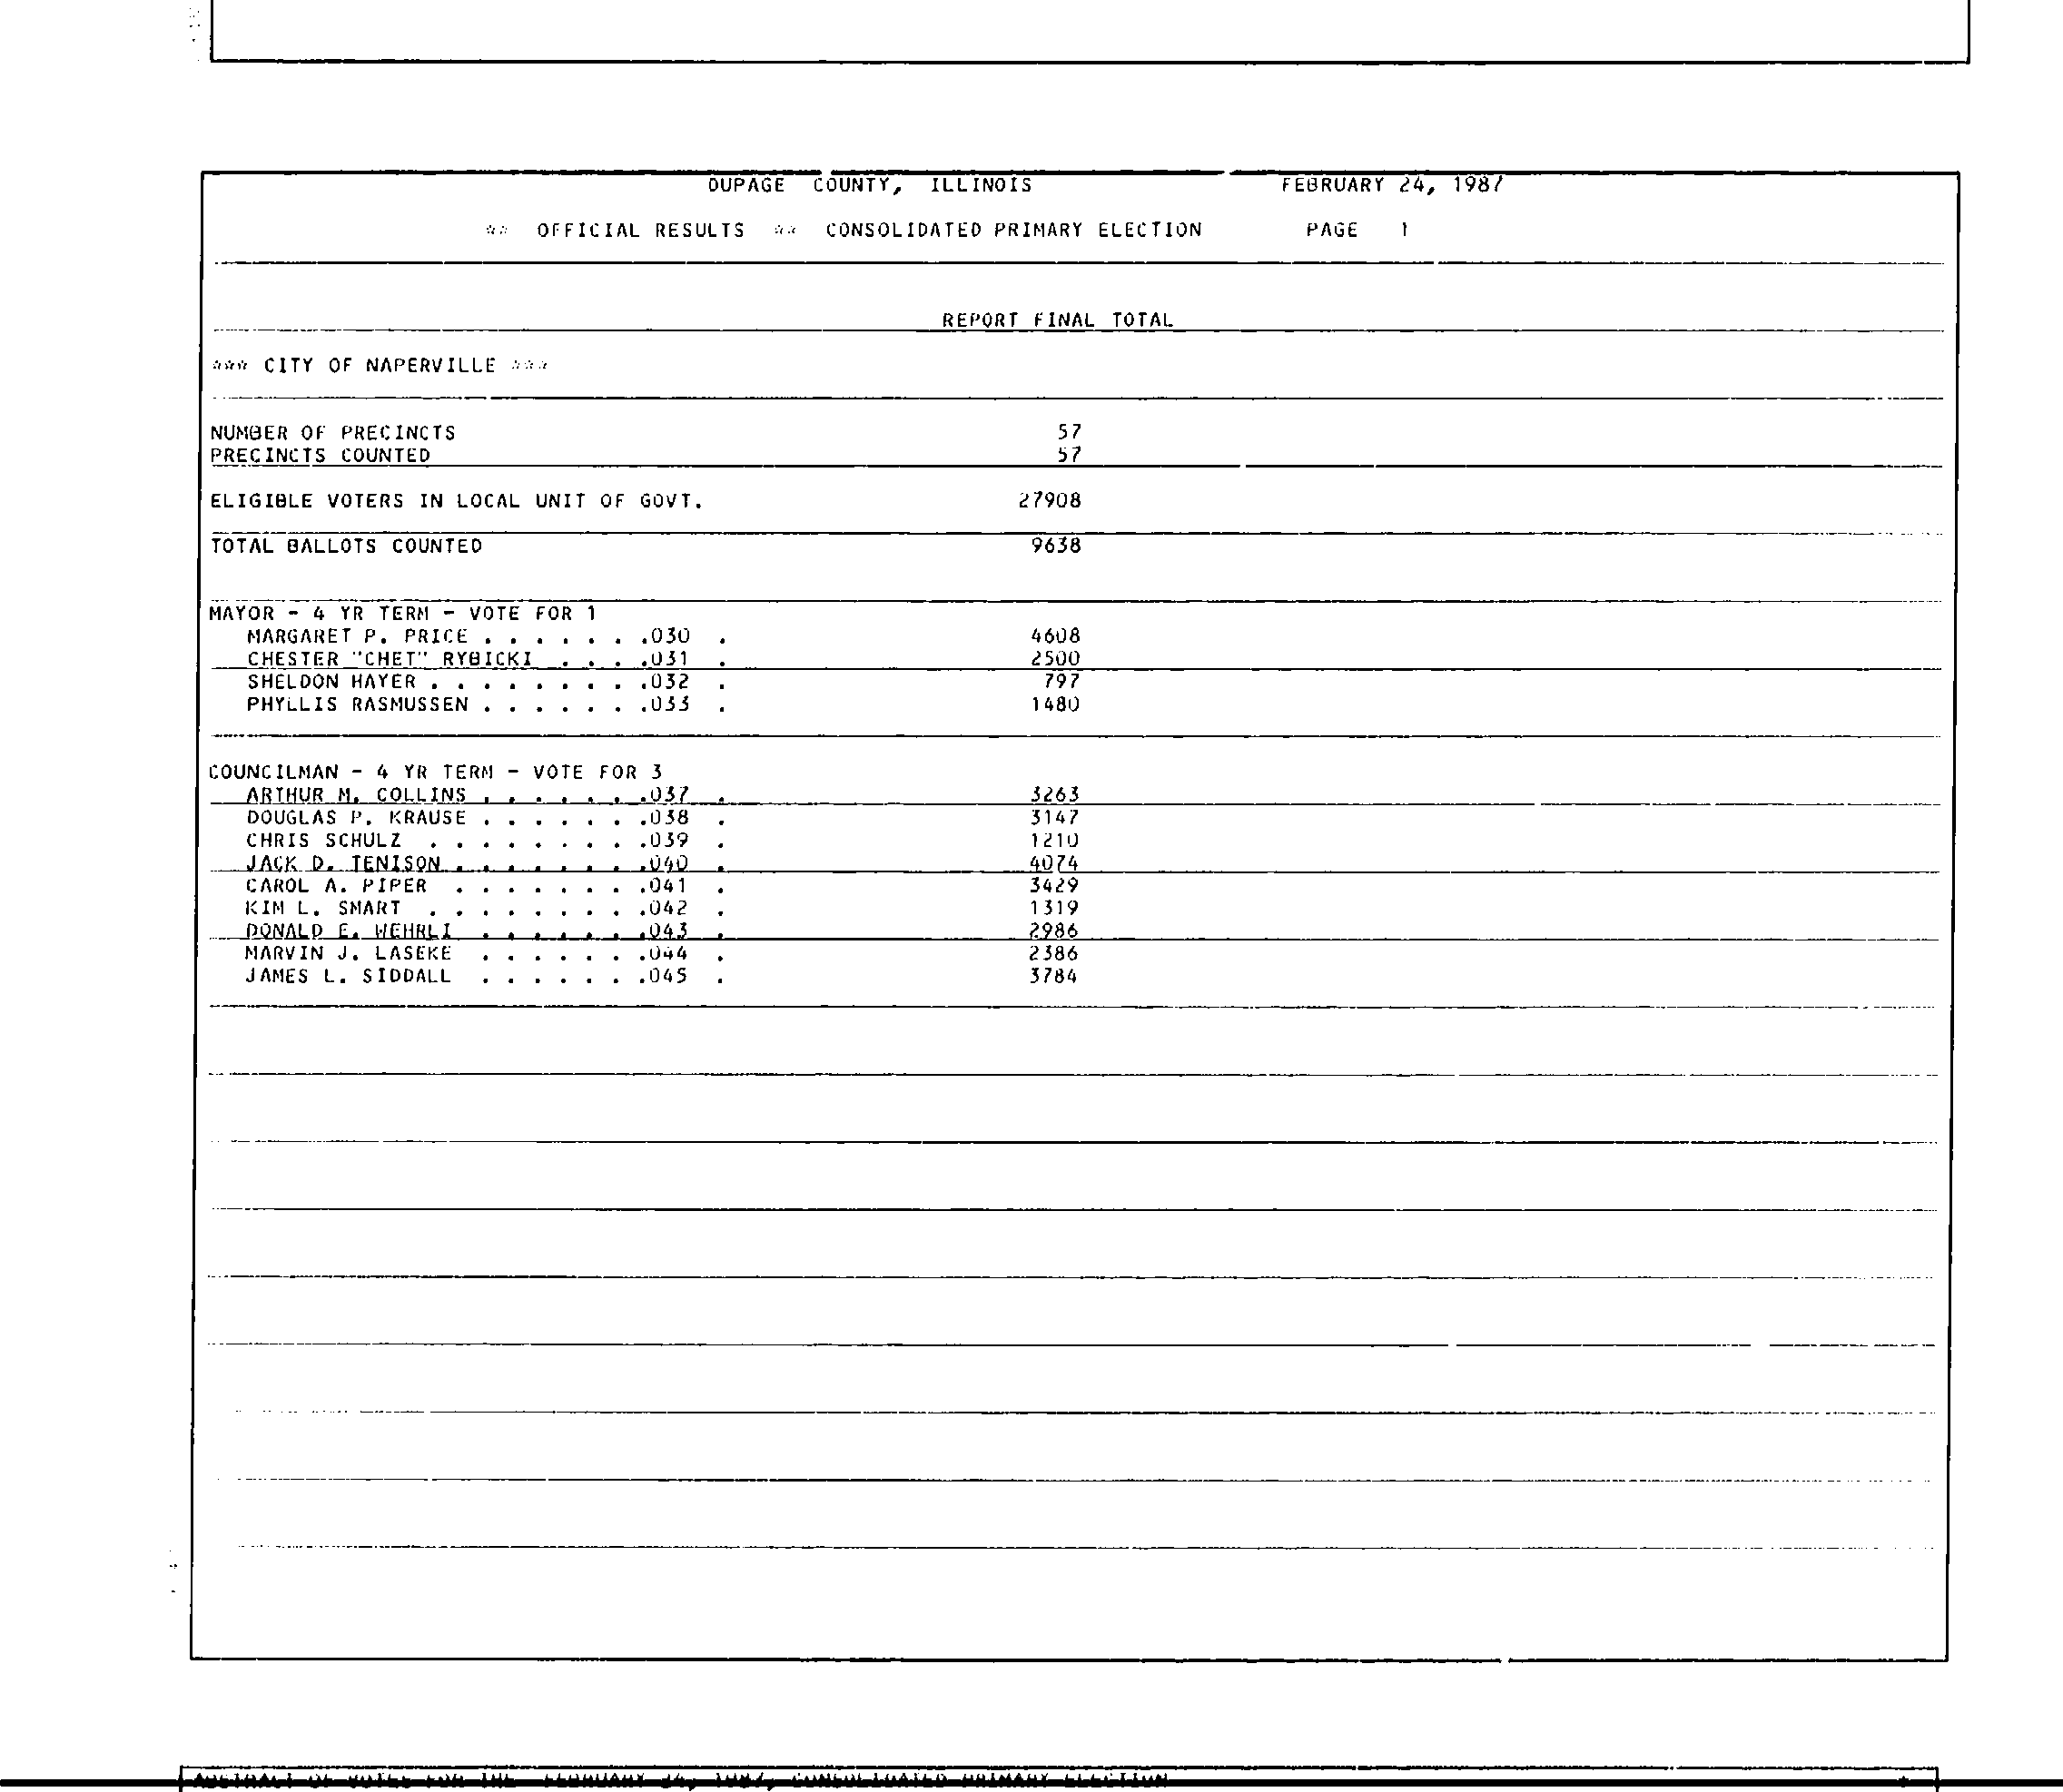 DUPAGE COUNTY, ILLINOIS FEBRUARY 24, 1987
** OFFICIAL RESULTS ** CONSOLIDATED PRIMARY ELECTION PAGE 1
REPORT FINAL TOTAL
*** CITY OF NAPERVILLE ***
NUMBER OF PRECINCTS 57
PRECINCTS COUNTED 57
ELIGIBLE VOTERS IN LOCAL UNIT OF GOVT. 27908
TOTAL BALLOTS COUNTED 9638
MAYOR - 4 YR TERM - VOTE FOR 1
MARGARET P. PRICE . . . . . . .030 . 4608
CHESTER "CHET" RYBICKI . . . .031 . 2500
SHELDON HAYER . . . . . . . . .032 . 797
PHYLLIS RASMUSSEN . . . . . . .033 . 1480
COUNCILMAN - 4 YR TERM - VOTE FOR 3
ARTHUR M. COLLINS . . . . . . .037 . 3263
DOUGLAS P. KRAUSE . . . . . . .038 . 3147
CHRIS SCHULZ . . . . . . . . .039 . 1210
JACK D. TENISON . . . . . . . .040 . 4074
CAROL A. PIPER . . . . . . . .041 . 3429
KIM L. SMART . . . . . . . . .042 . 1319
DONALD E. WEHRLI . . . . . . .043 . 2986
MARVIN J. LASEKE . . . . . . .044 . 2386
JAMES L. SIDDALL . . . . . . .045 . 3784
ABSTRACT OF VOTES FOR THE FEBRUARY 24, 1987, CONSOLIDATED PRIMARY ELECTION